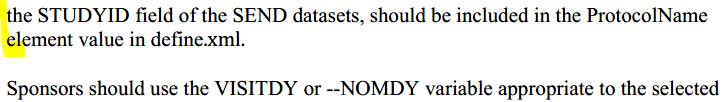 the STUDYID field of the SEND datasets, should be included in the ProtocolName
element value in define.xml.
Sponsors should use the VISITDY or --NOMDY variable appropriate to the selected